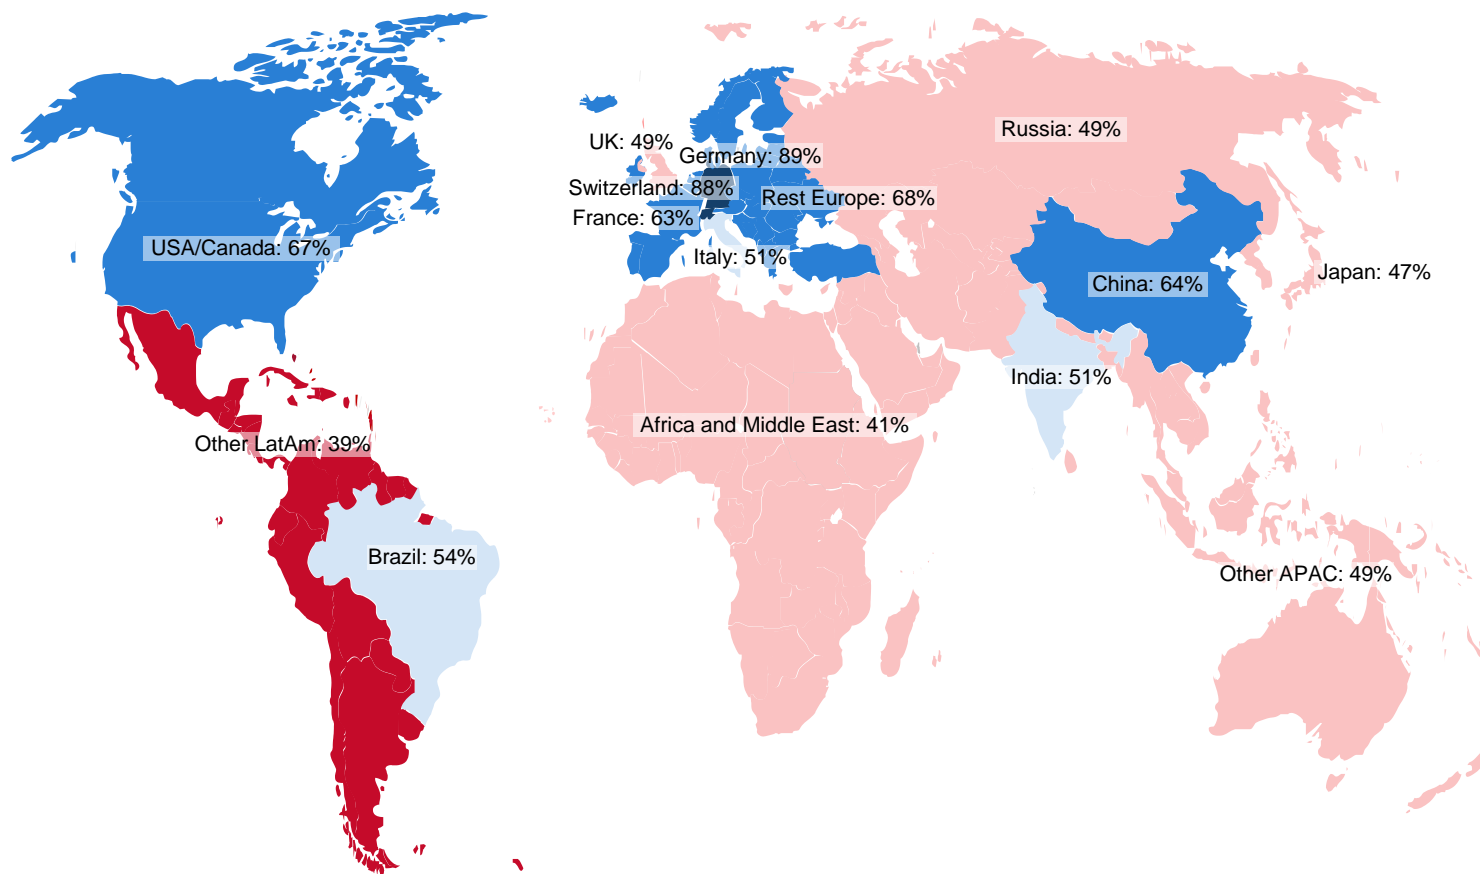 Russia: 49%
UK: 49%
Germany: 89%
Switzerland: 88%
Rest Europe: 68%
France: 63%
USA/Canada: 67%
Italy: 51%
Japan: 47%
China: 64%
India: 51%
Africa and Middle East: 41%
Other LatAm: 39%
Brazil: 54%
Other APAC: 49%